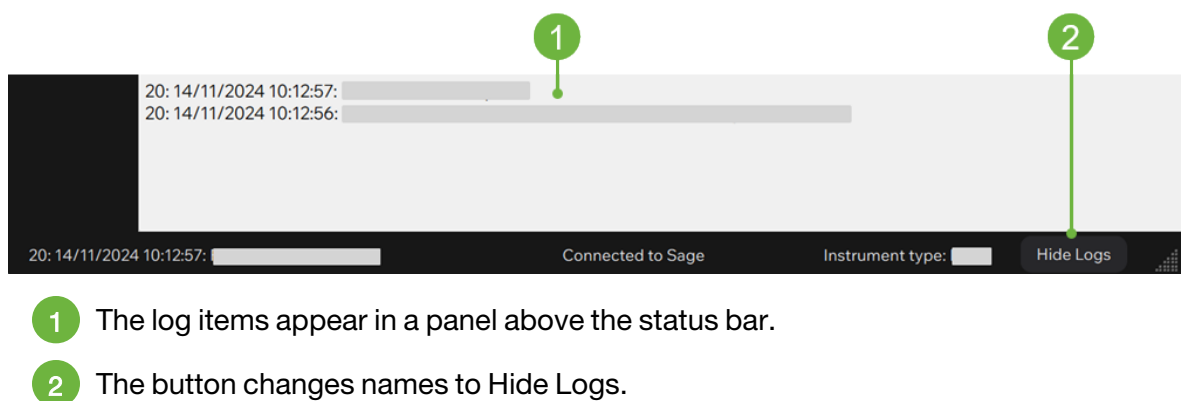 1 2
20: 14/11/2024 10:12:57:
20: 14/11/2024 10:12:56:
20: 14/11/2024 10:12:57: Connected to Sage Instrument type: Hide Logs
1 The log items appear in a panel above the status bar.
2 The button changes names to Hide Logs.